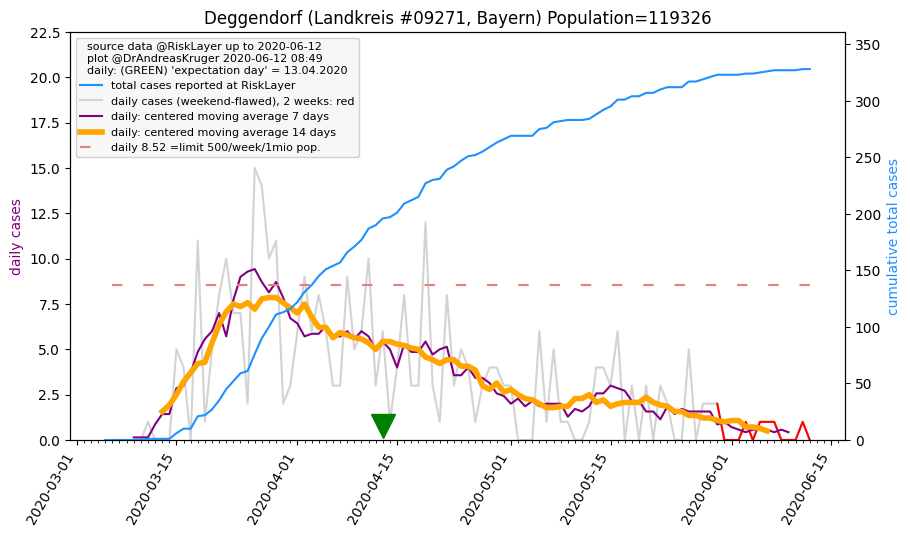 Deggendorf (Landkreis #09271, Bayern) Population=119326
source data @RiskLayer up to 2020-06-12
plot @DrAndreasKruger 2020-06-12 08:49
daily: (GREEN) 'expectation day' = 13.04.2020
total cases reported at RiskLayer
daily cases (weekend-flawed), 2 weeks: red
daily: centered moving average 7 days
daily: centered moving average 14 days
daily 8.52 =limit 500/week/1mio pop.
daily cases
22.5
20.0
17.5
15.0
12.5
10.0
7.5
5.0
2.5
0.0
350
300
250
200
150
100
50
0
cumulative total cases
2020-03-01
2020-03-15
2020-04-01
2020-04-15
2020-05-01
2020-05-15
2020-06-01
2020-06-15